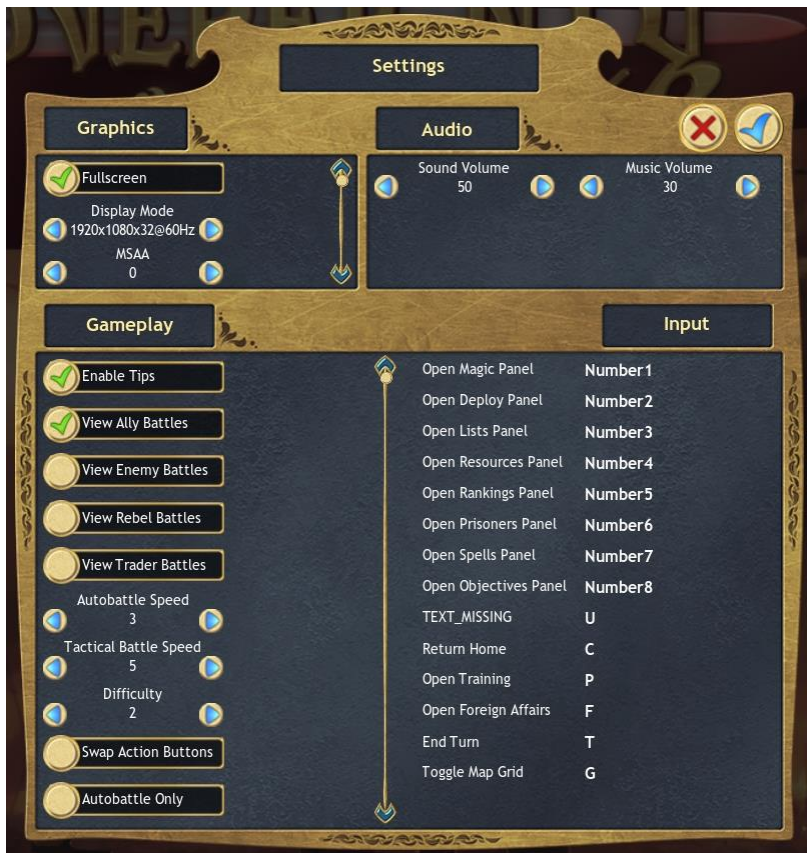 Settings
Graphics
Audio
Fullscreen
Display Mode
1920x1080x32@60Hz
MSAA
0
Sound Volume
50
Music Volume
30
Gameplay
Input
Enable Tips
View Ally Battles
View Enemy Battles
View Rebel Battles
View Trader Battles
Autobattle Speed
3
Tactical Battle Speed
5
Difficulty
2
Swap Action Buttons
Autobattle Only
Open Magic Panel Number1
Open Deploy Panel Number2
Open Lists Panel Number3
Open Resources Panel Number4
Open Rankings Panel Number5
Open Prisoners Panel Number6
Open Spells Panel Number7
Open Objectives Panel Number8
TEXT_MISSING U
Return Home C
Open Training P
Open Foreign Affairs F
End Turn T
Toggle Map Grid G